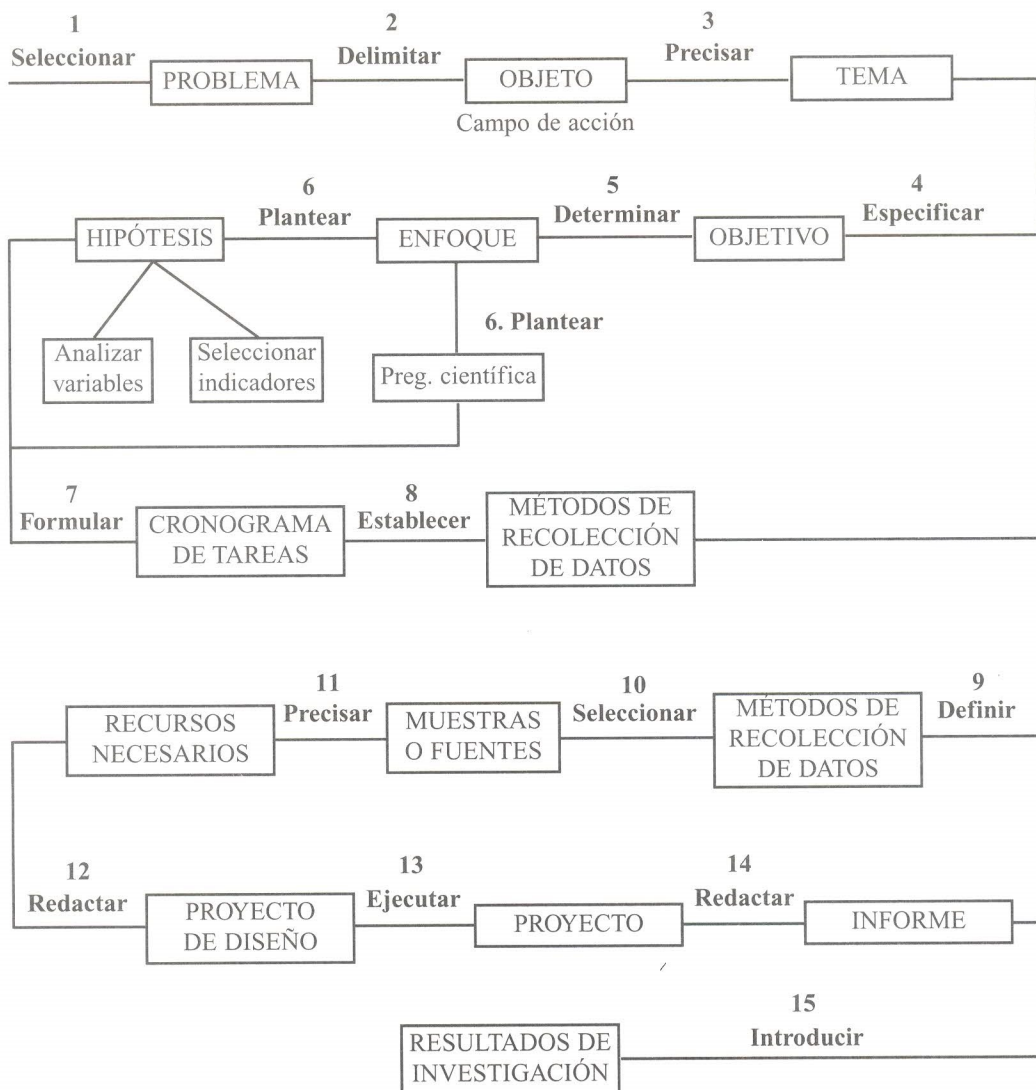 1
Seleccionar
PROBLEMA
2
Delimitar
OBJETO
Campo de acción
3
Precisar
TEMA
4
Especificar
OBJETIVO
5
Determinar
ENFOQUE
6
Plantear
HIPÓTESIS
Analizar
variables
Seleccionar
indicadores
6. Plantear
Preg. científica
7
Formular
CRONOGRAMA
DE TAREAS
8
Establecer
MÉTODOS DE
RECOLECCIÓN
DE DATOS
9
Definir
MÉTODOS DE
RECOLECCIÓN
DE DATOS
10
Seleccionar
MUESTRAS
O FUENTES
11
Precisar
RECURSOS
NECESARIOS
12
Redactar
PROYECTO
DE DISEÑO
13
Ejecutar
PROYECTO
14
Redactar
INFORME
15
Introducir
RESULTADOS DE
INVESTIGACIÓN